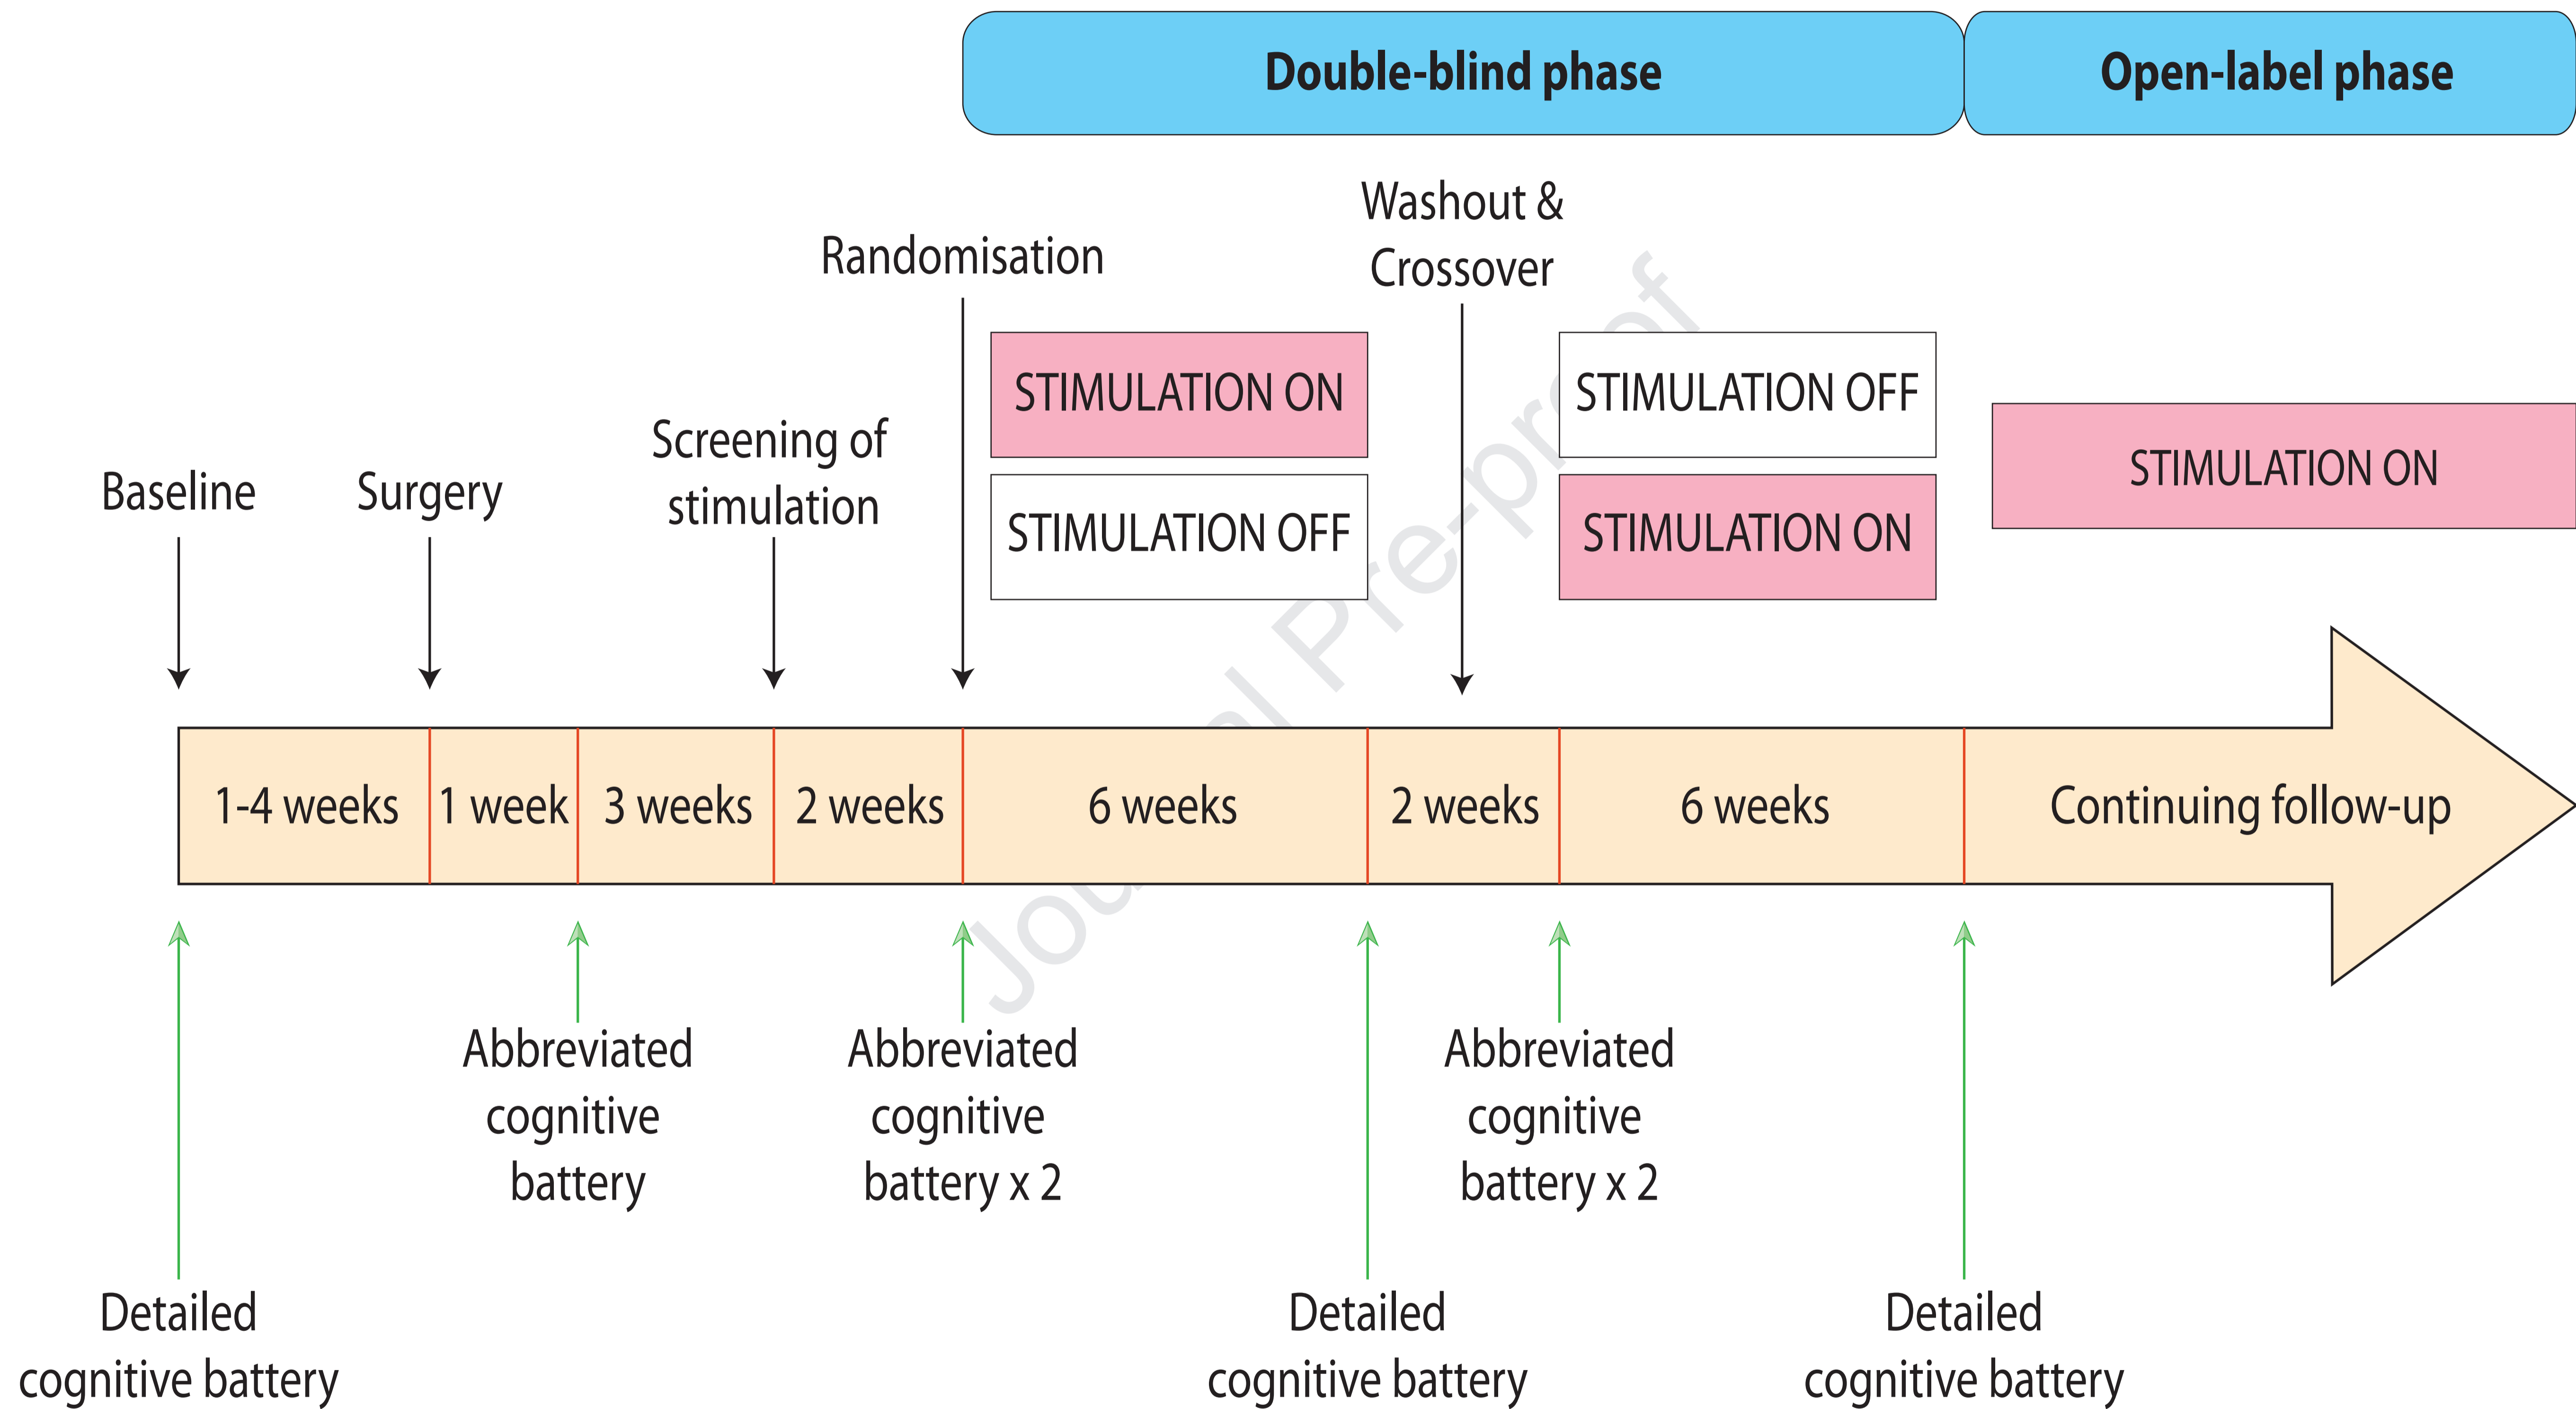 Double-blind phase
Open-label phase
Washout &
Crossover
Randomisation
Screening of
stimulation
Baseline
Surgery
STIMULATION ON
STIMULATION OFF
STIMULATION OFF
STIMULATION ON
STIMULATION ON
1-4 weeks
1 week
3 weeks
2 weeks
6 weeks
2 weeks
6 weeks
Continuing follow-up
Abbreviated
cognitive
battery
Abbreviated
cognitive
battery x 2
Abbreviated
cognitive
battery x 2
Detailed
cognitive battery
Detailed
cognitive battery
Detailed
cognitive battery
Journal Pre-proof